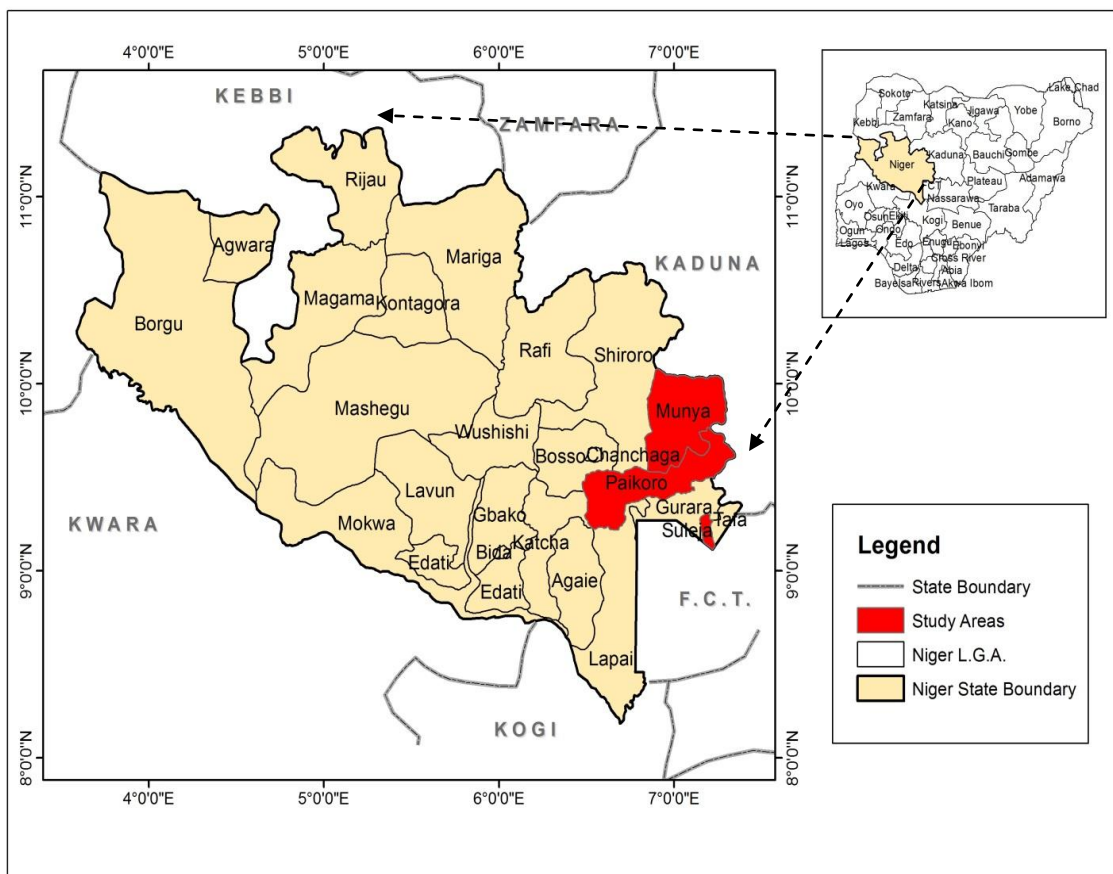 4°0'0"E 5°0'0"E 6°0'0"E 7°0'0"E
KEBBI
ZAMFARA
Rijau
11°0'0"N
11°0'0"N
Agwara
Mariga
KADUNA
Magama
Kontagora
Borgu
Rafi
Shiroro
10°0'0"N
10°0'0"N
Munya
Mashegu
Wushishi
Bosso
Chanchaga
Paikoro
Lavun
Gurara
Gbako
Mokwa
Tafa
Suleja
KWARA
Katcha
Bida
Edati
Agaie
Edati
9°0'0"N
9°0'0"N
F.C.T.
Lapai
KOGI
8°0'0"N
8°0'0"N
4°0'0"E 5°0'0"E 6°0'0"E 7°0'0"E
Lake Chad
Sokoto
Katsina
Jigawa
Yobe
Kebbi
Zamfara
Kano
Borno
Kaduna
Bauchi
Gombe
Niger
Adamawa
Plateau
Kwara
Nassarawa
Oyo
Taraba
Osun
Ekiti
Kogi
Benue
Ogun
Ondo
Lagos
Edo
Enugu
Ebonyi
Cross River
Delta
Abia
Bayelsa
Rivers
Akwa Ibom
Legend
State Boundary
Study Areas
Niger L.G.A.
Niger State Boundary